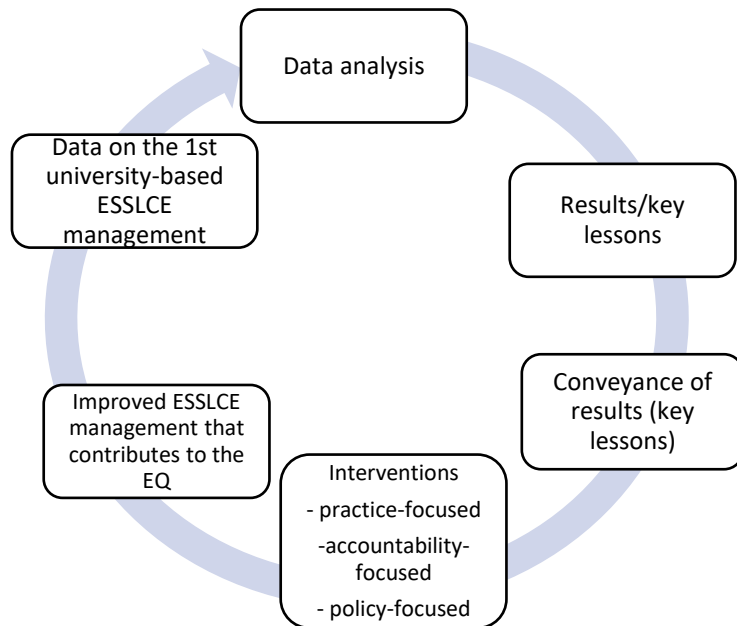 Data analysis
Results/key
lessons
Conveyance of
results (key
lessons)
Interventions
- practice-focused
-accountability-
focused
- policy-focused
Improved ESSLCE
management that
contributes to the
EQ
Data on the 1st
university-based
ESSLCE
management